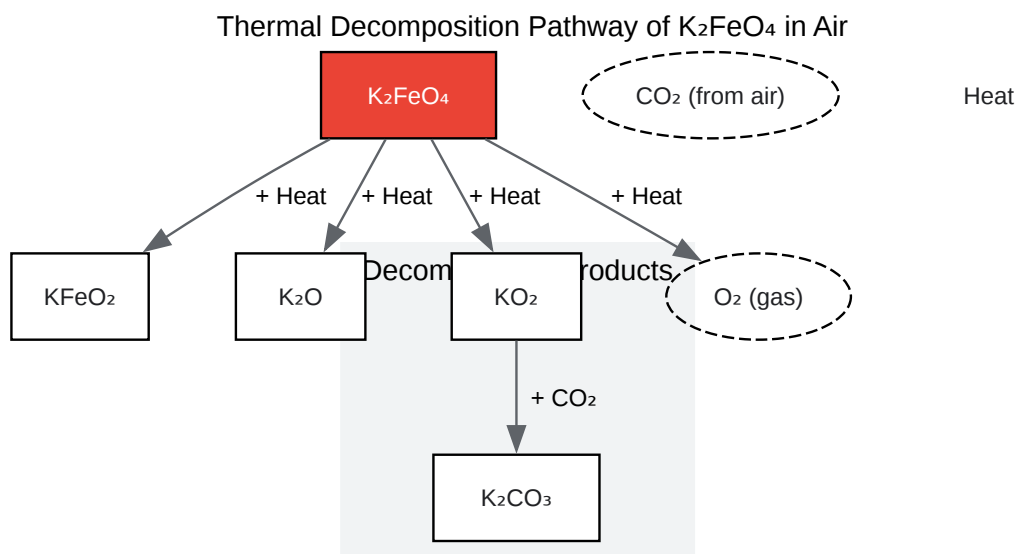 Thermal Decomposition Pathway of K₂FeO₄ in Air
K₂FeO₄
CO₂ (from air)
Heat
+ Heat
+ Heat
+ Heat
+ Heat
Decom
roducts
KFeO₂
K₂O
KO₂
O₂ (gas)
+ CO₂
K₂CO₃